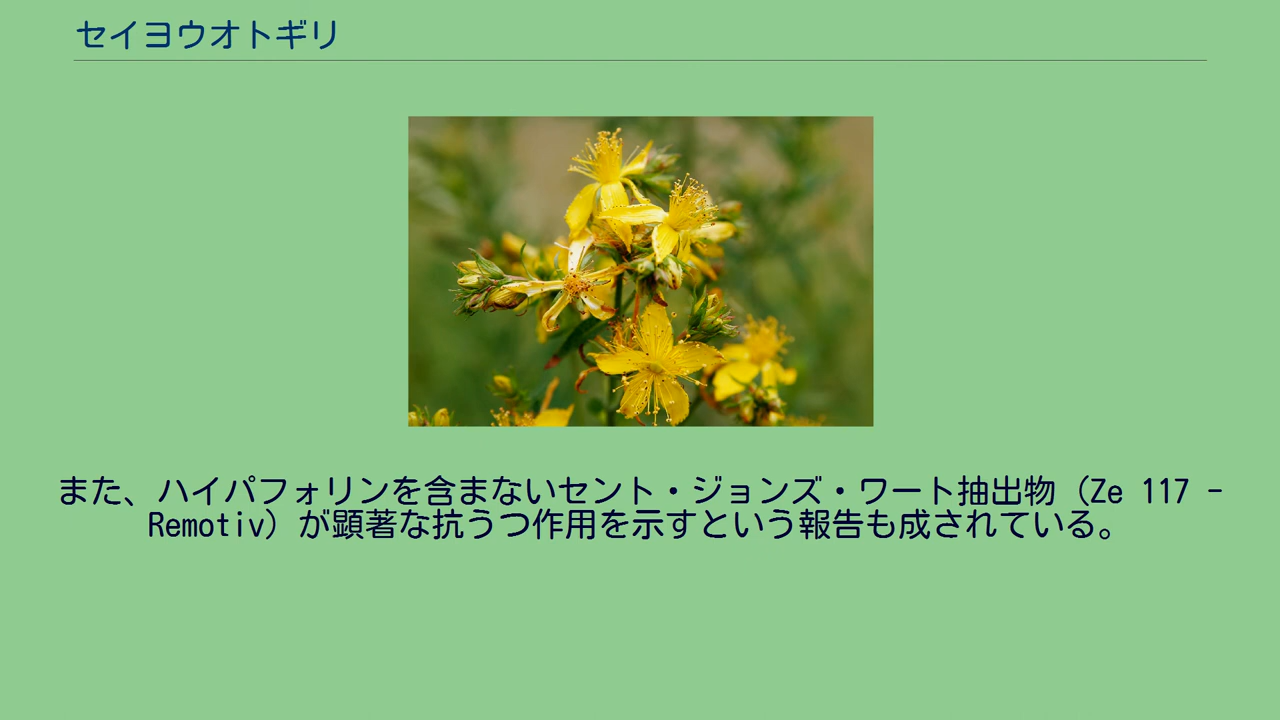 セイヨウオトギリ
また、ハイパフォリンを含まないセント・ジョンズ・ワート抽出物（Ze 117 -
Remotiv）が顕著な抗うつ作用を示すという報告も成されている。